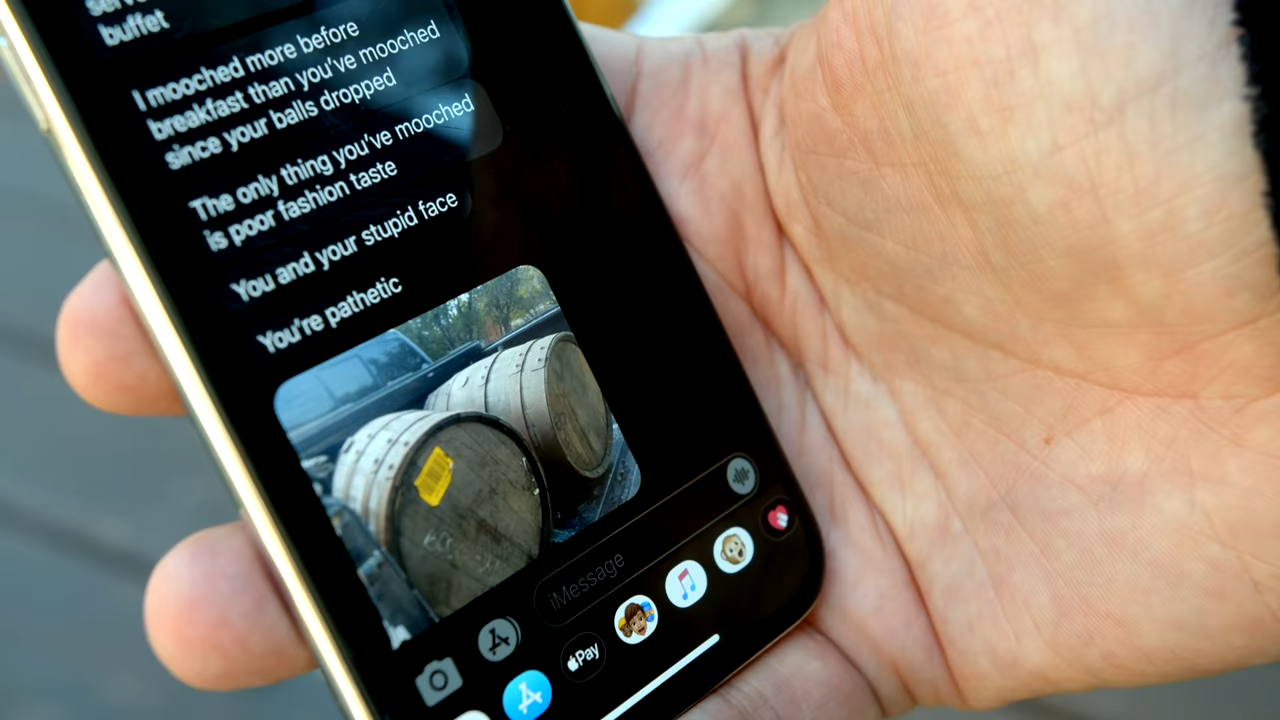 buffet
I mooched more before
breakfast than you've mooched
since your balls dropped
The only thing you've mooched
is poor fashion taste
You and your stupid face
You're pathetic
iMessage
Pay